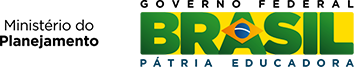 Ministério do
Planejamento
GOVERNO FEDERAL
BRASIL
PÁTRIA EDUCADORA